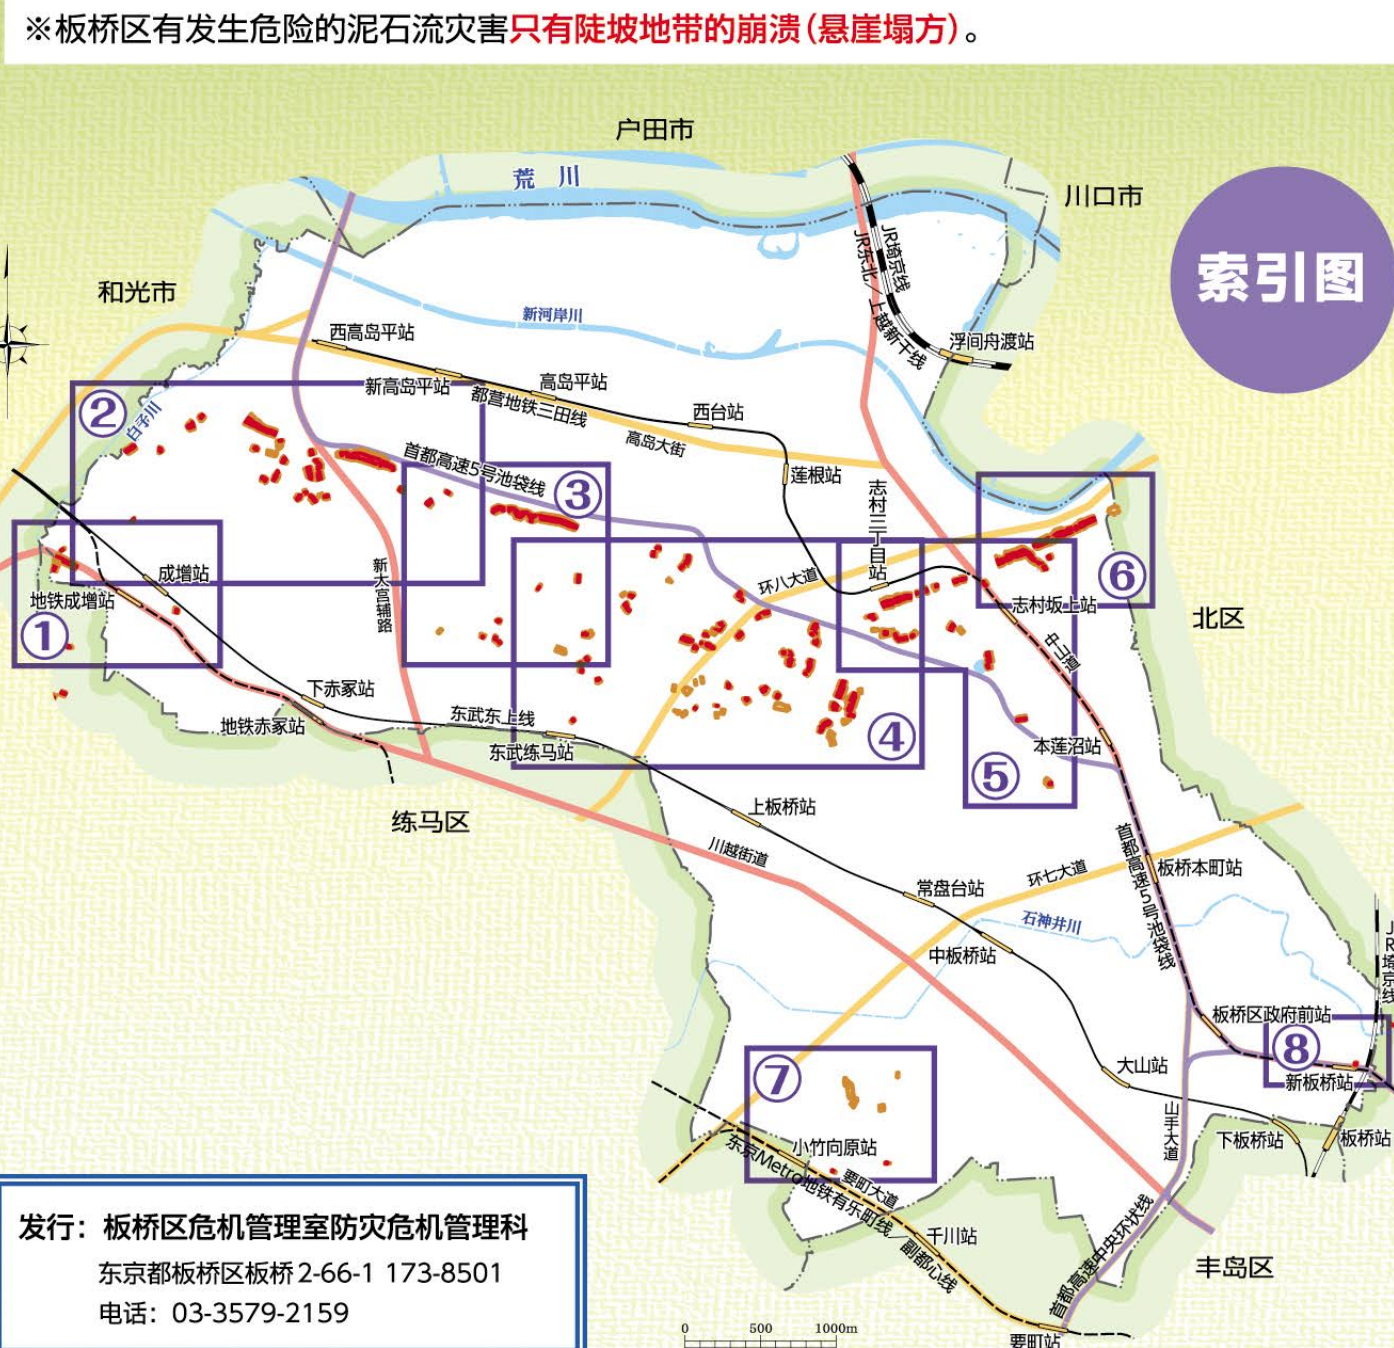 ※板桥区有发生危险的泥石流灾害只有陡坡地带的崩溃(悬崖塌方)。
户田市
荒 川
川口市
索引图
和光市
JR埼京线
JR东北／上越新干线
新河岸川
西高岛平站
浮间舟渡站
新高岛平站
高岛平站
都营地铁三田线
西台站
高岛大街
②
白子川
首都高速5号池袋线
③
莲根站
志村三丁目站
⑥
成增站
地铁成增站
①
新大宫辅路
环八大道
志村坂上站
北区
中山道
下赤冢站
地铁赤冢站
东武东上线
东武练马站
④
本莲沼站
⑤
练马区
上板桥站
川越街道
首都高速5号池袋线
板桥本町站
常盘台站
环七大道
石神井川
中板桥站
JR埼京线
板桥区政府前站
⑧
新板桥站
⑦
大山站
山手大道
下板桥站
板桥站
小竹向原站
东京Metro地铁有乐町线／副都心线
要町大道
千川站
首都高速中央环状线
丰岛区
要町站
发行：板桥区危机管理室防灾危机管理科
东京都板桥区板桥2-66-1 173-8501
电话：03-3579-2159
0 500 1000m